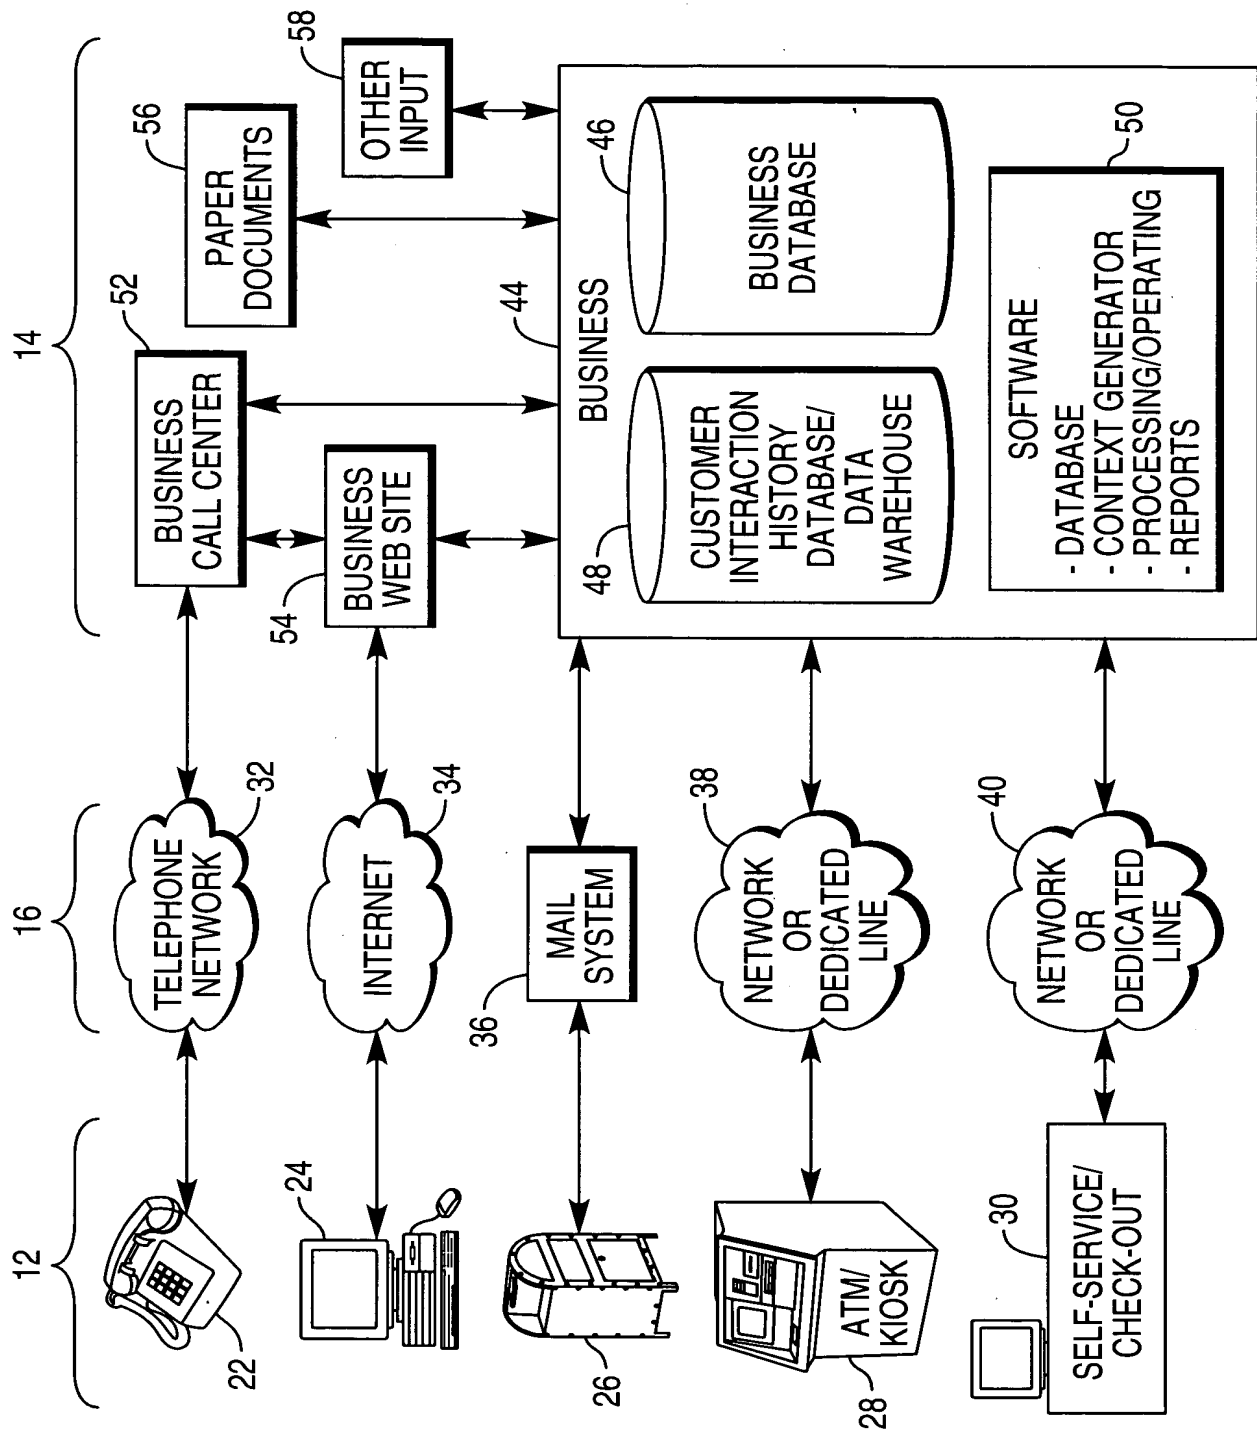 12
16
14
22
TELEPHONE
NETWORK
32
BUSINESS
CALL CENTER
52
PAPER
DOCUMENTS
56
24
INTERNET
34
54
BUSINESS
WEB SITE
OTHER
INPUT
58
26
36
MAIL
SYSTEM
44
BUSINESS
48
CUSTOMER
INTERACTION
HISTORY
DATABASE/
DATA
WAREHOUSE
46
BUSINESS
DATABASE
28
ATM/
KIOSK
NETWORK
OR
DEDICATED
LINE
38
30
SELF-SERVICE/
CHECK-OUT
NETWORK
OR
DEDICATED
LINE
40
SOFTWARE
- DATABASE
- CONTEXT GENERATOR
- PROCESSING/OPERATING
- REPORTS
50